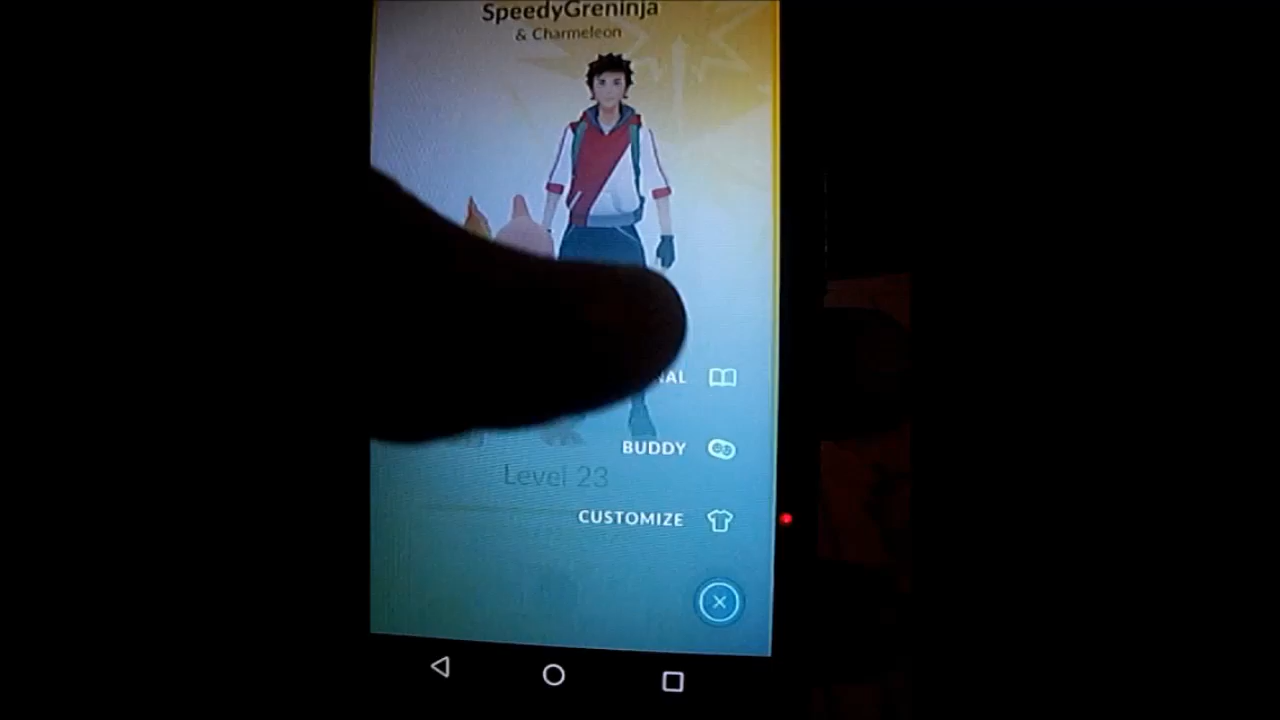 SpeedyGreninja
& Charmeleon
NAL
BUDDY
Level 23
CUSTOMIZE